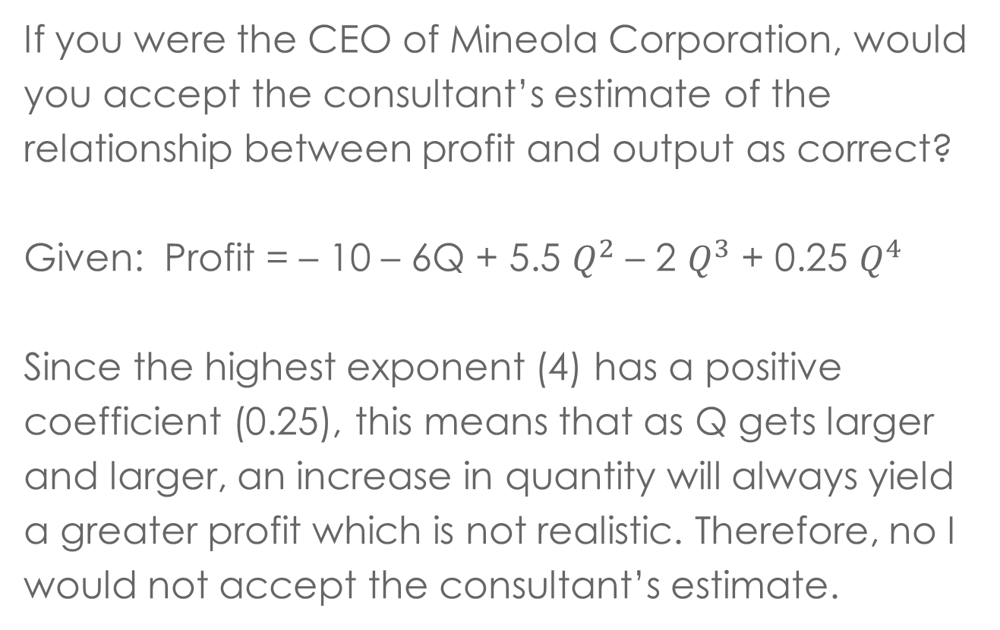 If you were the CEO of Mineola Corporation, would
you accept the consultant’s estimate of the
relationship between profit and output as correct?
Given: Profit = – 10 – 6Q + 5.5 𝑄² – 2 𝑄³ + 0.25 𝑄⁴
Since the highest exponent (4) has a positive
coefficient (0.25), this means that as Q gets larger
and larger, an increase in quantity will always yield
a greater profit which is not realistic. Therefore, no I
would not accept the consultant’s estimate.